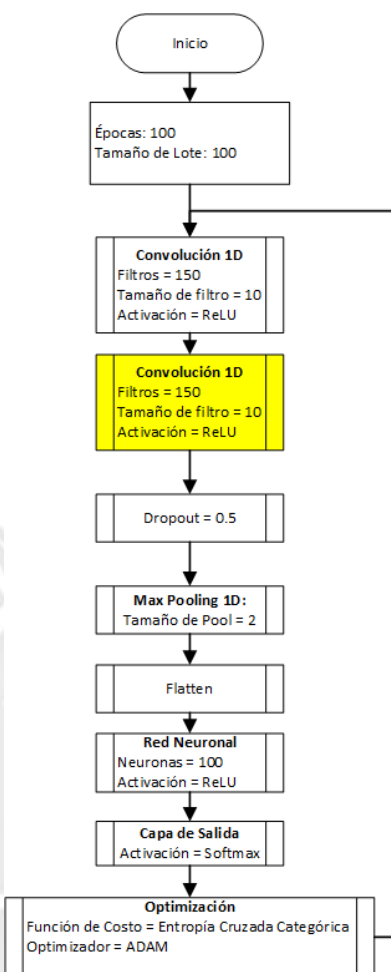 Inicio
Épocas: 100
Tamaño de Lote: 100
Convolución 1D
Filtros = 150
Tamaño de filtro = 10
Activación = ReLU
Convolución 1D
Filtros = 150
Tamaño de filtro = 10
Activación = ReLU
Dropout = 0.5
Max Pooling 1D:
Tamaño de Pool = 2
Flatten
Red Neuronal
Neuronas = 100
Activación = ReLU
Capa de Salida
Activación = Softmax
Optimización
Función de Costo = Entropía Cruzada Categórica
Optimizador = ADAM